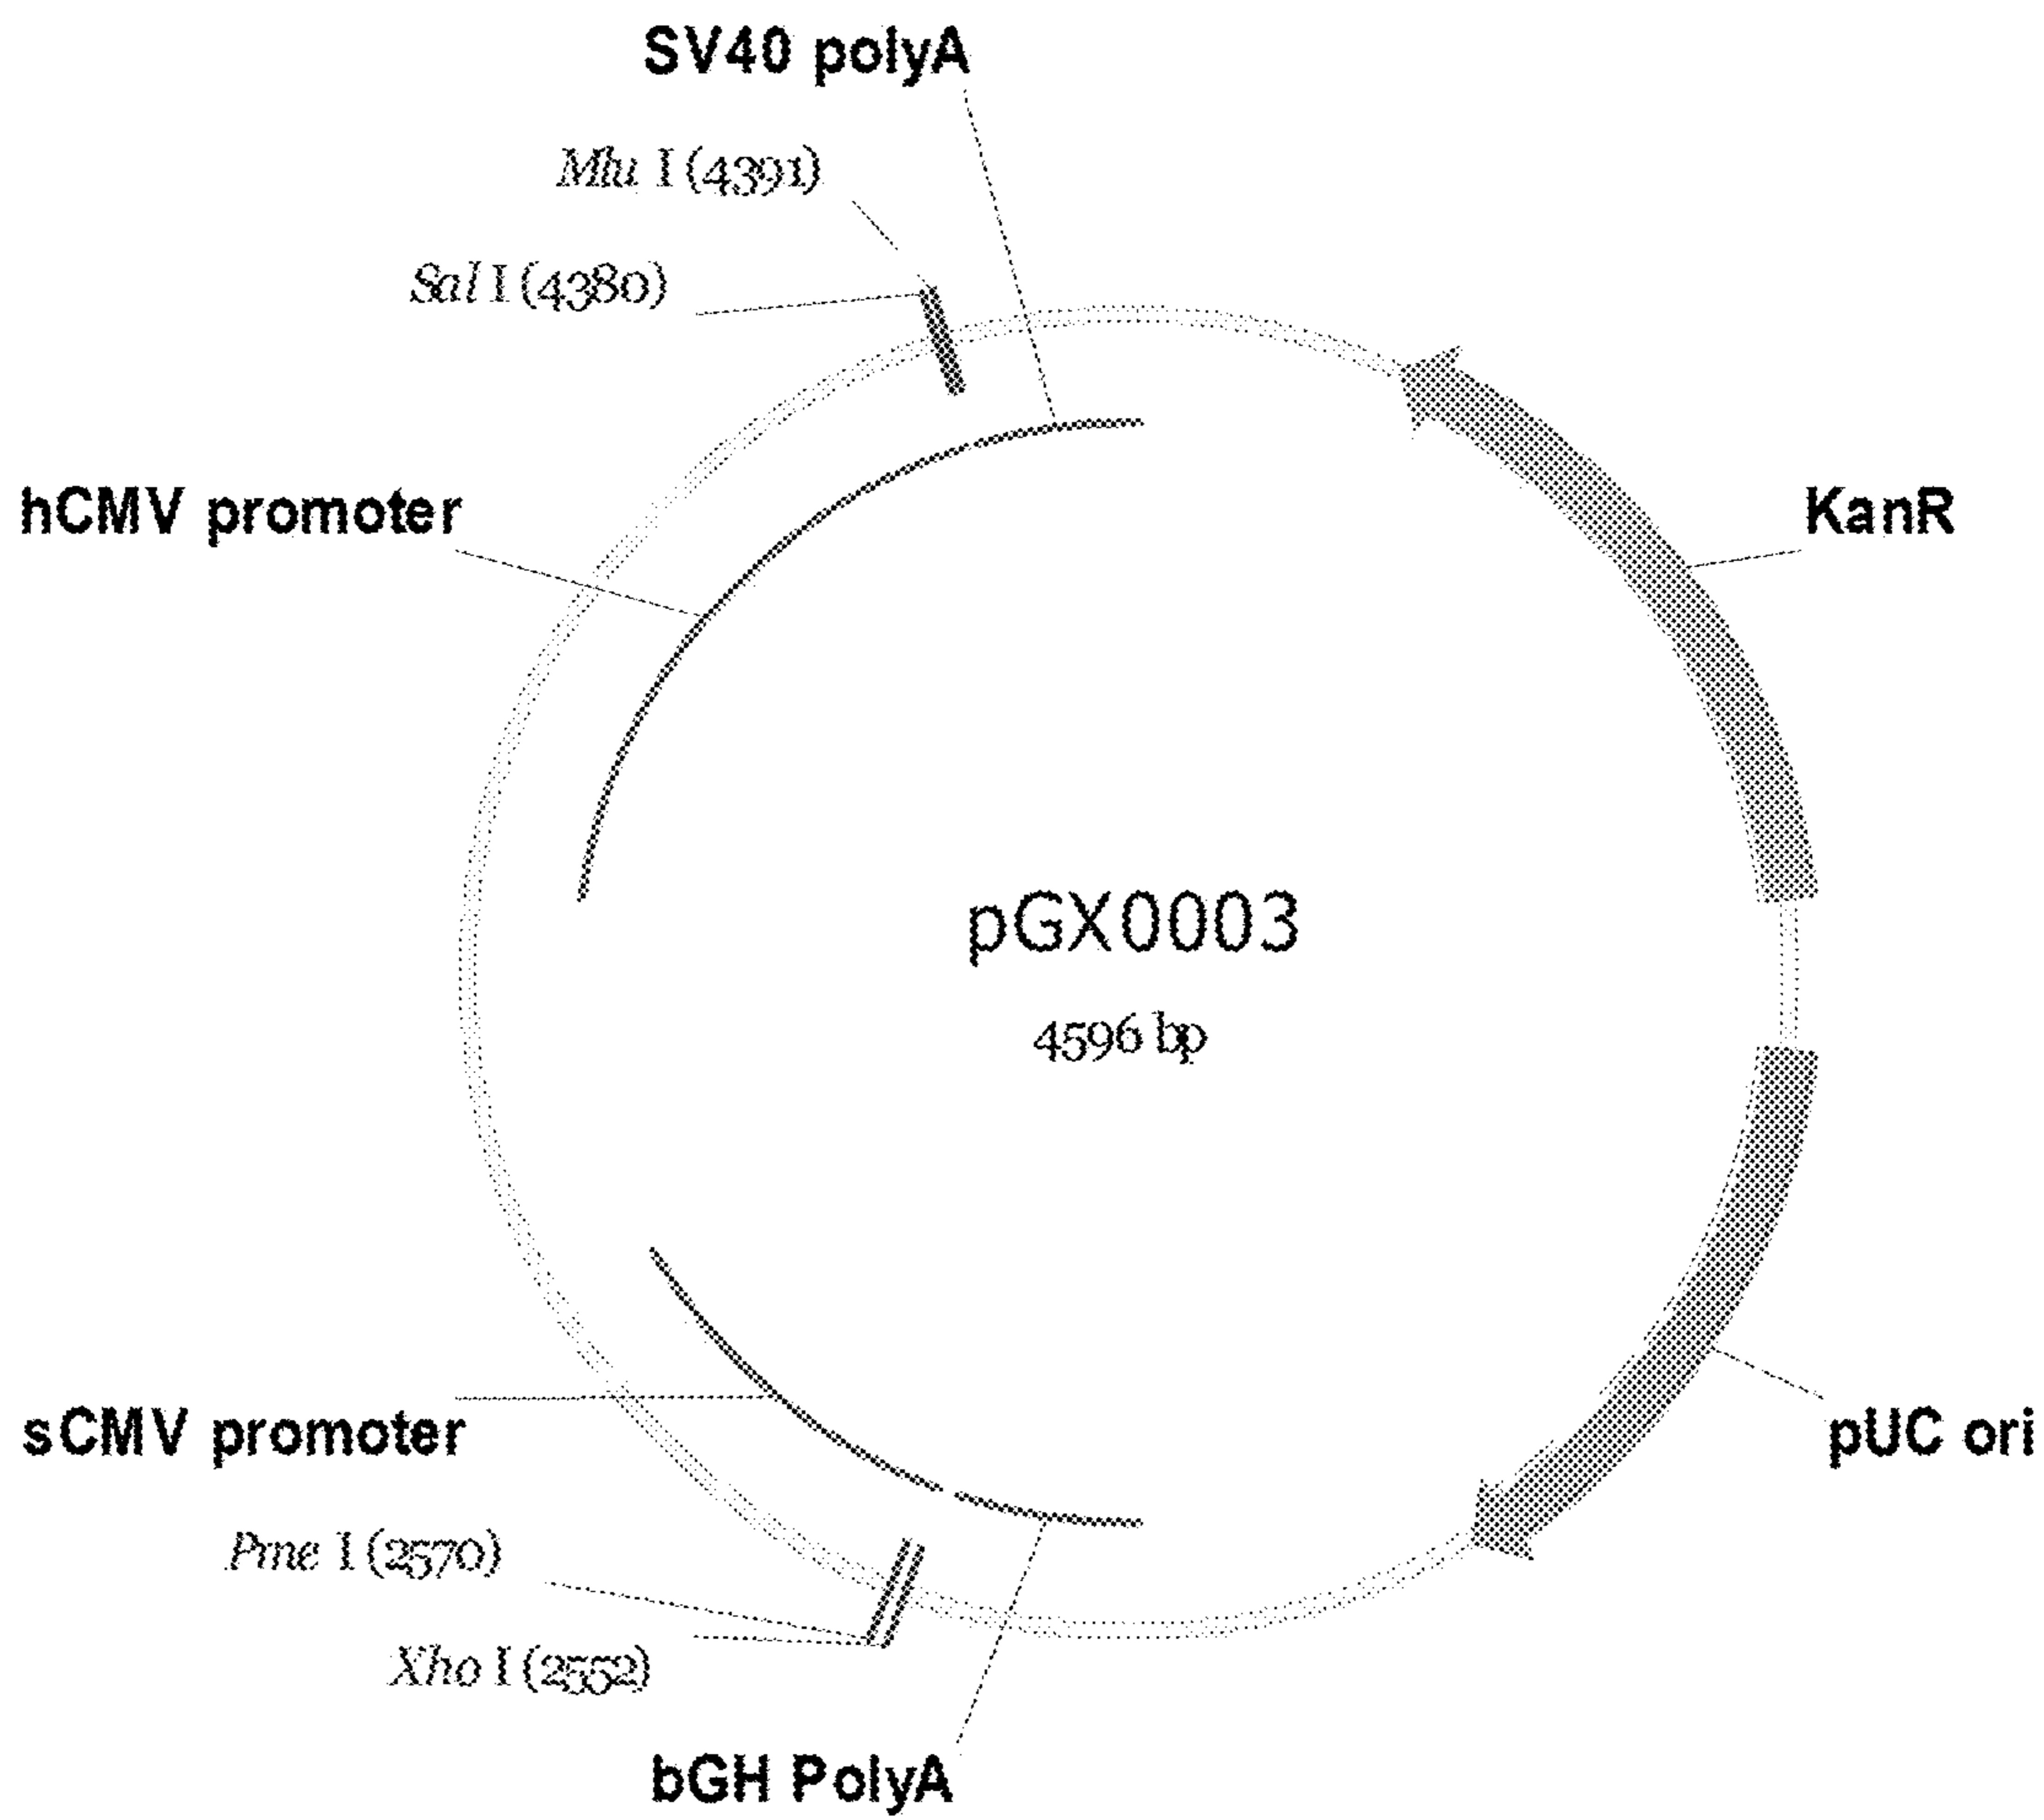 SV40 polyA
Mlu I (4391)
Sal I (4380)
hCMV promoter
KanR
pGX0003
4596 bp
sCMV promoter
pUC ori
Pme I (2570)
Xho I (2552)
bGH PolyA